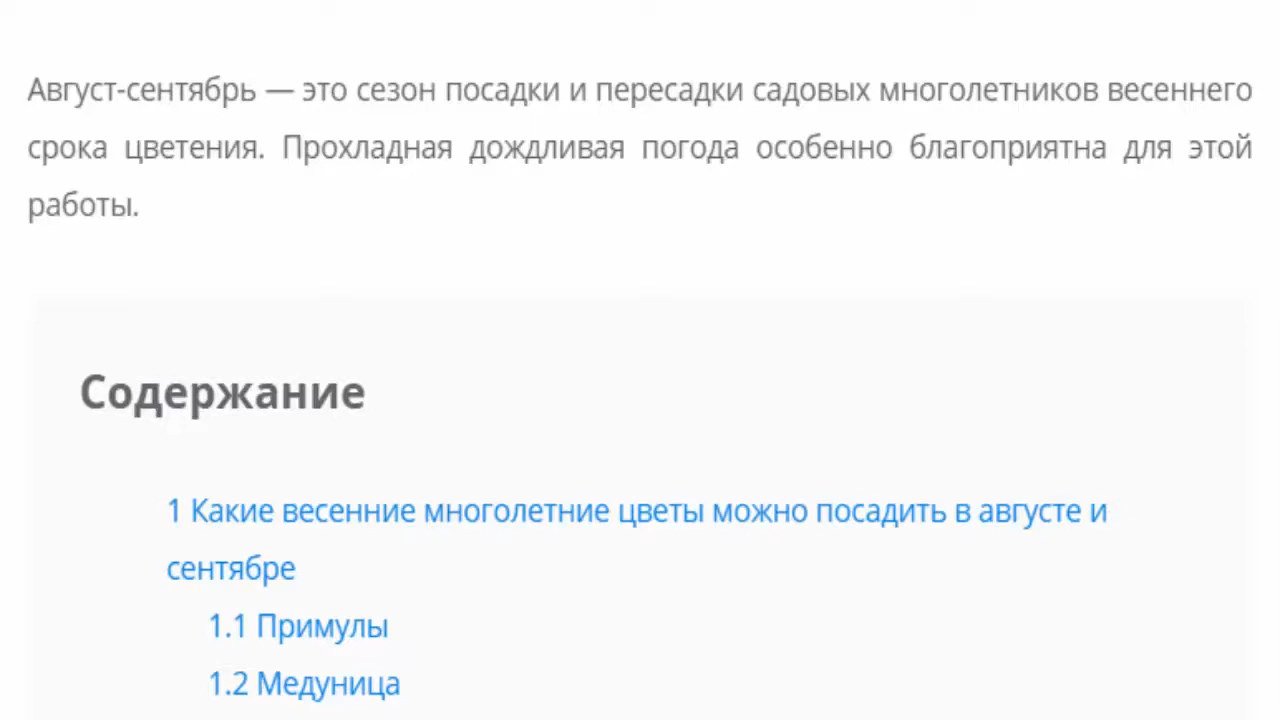 Август-сентябрь — это сезон посадки и пересадки садовых многолетников весеннего
срока цветения. Прохладная дождливая погода особенно благоприятна для этой
работы.
Содержание
1 Какие весенние многолетние цветы можно посадить в августе и
сентябре
1.1 Примулы
1.2 Медуница